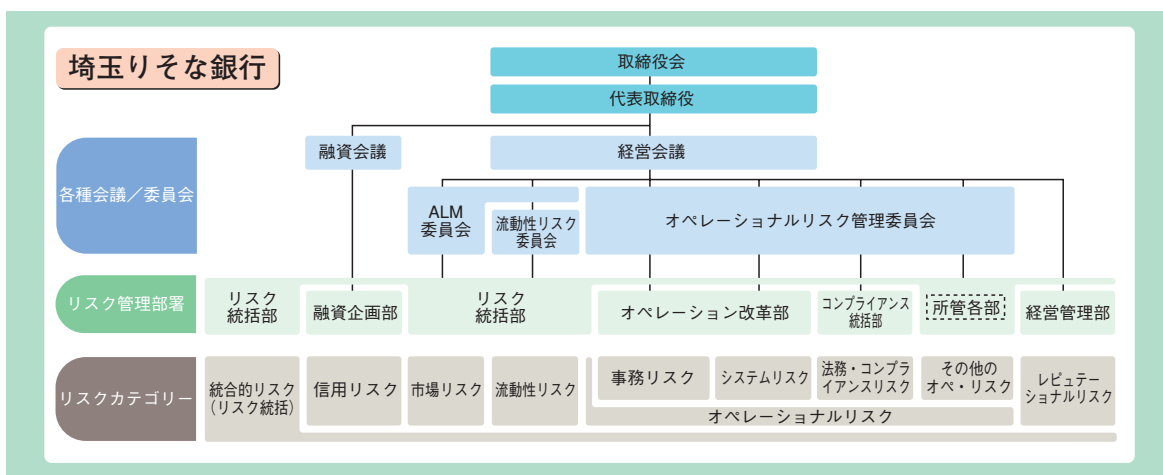 埼玉りそな銀行
取締役会
代表取締役
各種会議／委員会
融資会議
経営会議
ALM
委員会
流動性リスク
委員会
オペレーショナルリスク管理委員会
リスク管理部署
リスク
統括部
融資企画部
リスク
統括部
オペレーション改革部
コンプライアンス
統括部
所管各部
経営管理部
リスクカテゴリー
統合的リスク
(リスク統括)
信用リスク
市場リスク
流動性リスク
事務リスク
システムリスク
法務・コンプラ
イアンスリスク
その他の
オペ・リスク
オペレーショナルリスク
レピュテー
ショナルリスク